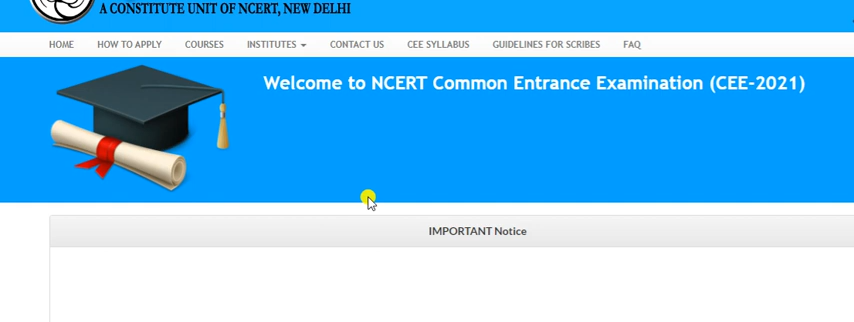 A CONSTITUTE UNIT OF NCERT, NEW DELHI
HOME HOW TO APPLY COURSES INSTITUTES CONTACT US CEE SYLLABUS GUIDELINES FOR SCRIBES FAQ
Welcome to NCERT Common Entrance Examination (CEE-2021)
IMPORTANT Notice